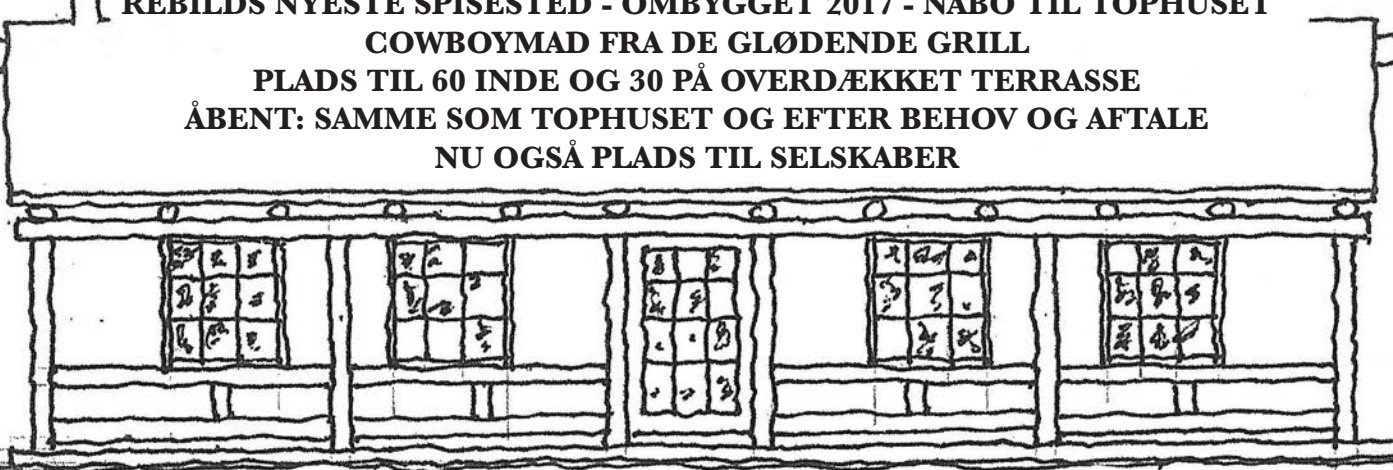 REBILDS NYESTE SPISESTED - OMBYGGET 2017 - NABO TIL TOPHUSET
COWBOYMAD FRA DE GLØDENDE GRILL
PLADS TIL 60 INDE OG 30 PÅ OVERDÆKKET TERRASSE
ÅBENT: SAMME SOM TOPHUSET OG EFTER BEHOV OG AFTALE
NU OGSÅ PLADS TIL SELSKABER